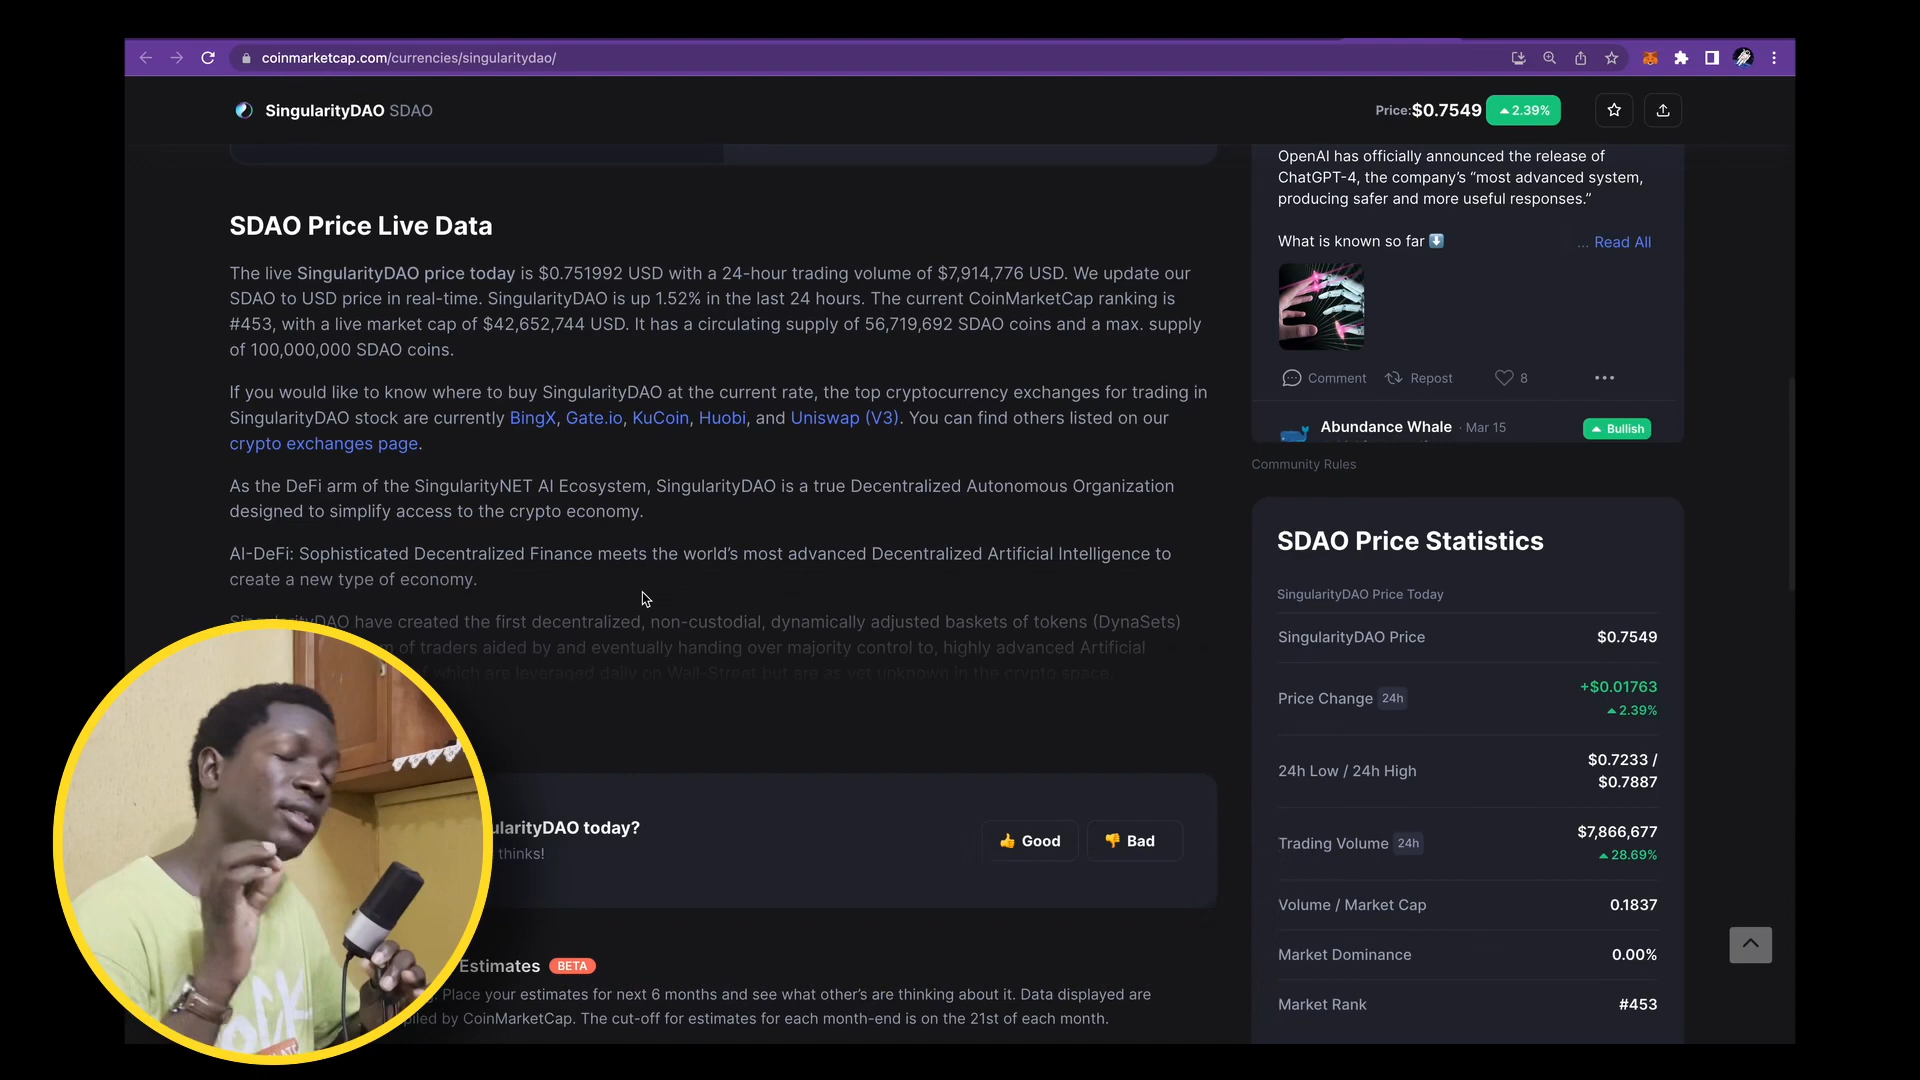 coinmarketcap.com/currencies/singularitydao/
SingularityDAO SDAO
Price:$0.7549
2.39%
SDAO Price Live Data
The live SingularityDAO price today is $0.751992 USD with a 24-hour trading volume of $7,914,776 USD. We update our
SDAO to USD price in real-time. SingularityDAO is up 1.52% in the last 24 hours. The current CoinMarketCap ranking is
#453, with a live market cap of $42,652,744 USD. It has a circulating supply of 56,719,692 SDAO coins and a max. supply
of 100,000,000 SDAO coins.
If you would like to know where to buy SingularityDAO at the current rate, the top cryptocurrency exchanges for trading in
SingularityDAO stock are currently BingX, Gate.io, KuCoin, Huobi, and Uniswap (V3). You can find others listed on our
crypto exchanges page.
As the DeFi arm of the SingularityNET AI Ecosystem, SingularityDAO is a true Decentralized Autonomous Organization
designed to simplify access to the crypto economy.
AI-DeFi: Sophisticated Decentralized Finance meets the world's most advanced Decentralized Artificial Intelligence to
create a new type of economy.
SingularityDAO have created the first decentralized, non-custodial, dynamically adjusted baskets of tokens (DynaSets)
of traders aided by and eventually handing over majority control to, highly advanced Artificial
which are leveraged daily on Wall-Street but are as yet unknown in the crypto space.
ularityDAO today?
thinks!
👍 Good
👎 Bad
Estimates BETA
Place your estimates for next 6 months and see what other's are thinking about it. Data displayed are
by CoinMarketCap. The cut-off for estimates for each month-end is on the 21st of each month.
OpenAI has officially announced the release of
ChatGPT-4, the company's “most advanced system,
producing safer and more useful responses.”
What is known so far ⬇️
... Read All
Comment
Repost
8
Abundance Whale · Mar 15
Bullish
Community Rules
SDAO Price Statistics
SingularityDAO Price Today
SingularityDAO Price
$0.7549
Price Change 24h
+$0.01763
2.39%
24h Low / 24h High
$0.7233 /
$0.7887
Trading Volume 24h
$7,866,677
28.69%
Volume / Market Cap
0.1837
Market Dominance
0.00%
Market Rank
#453